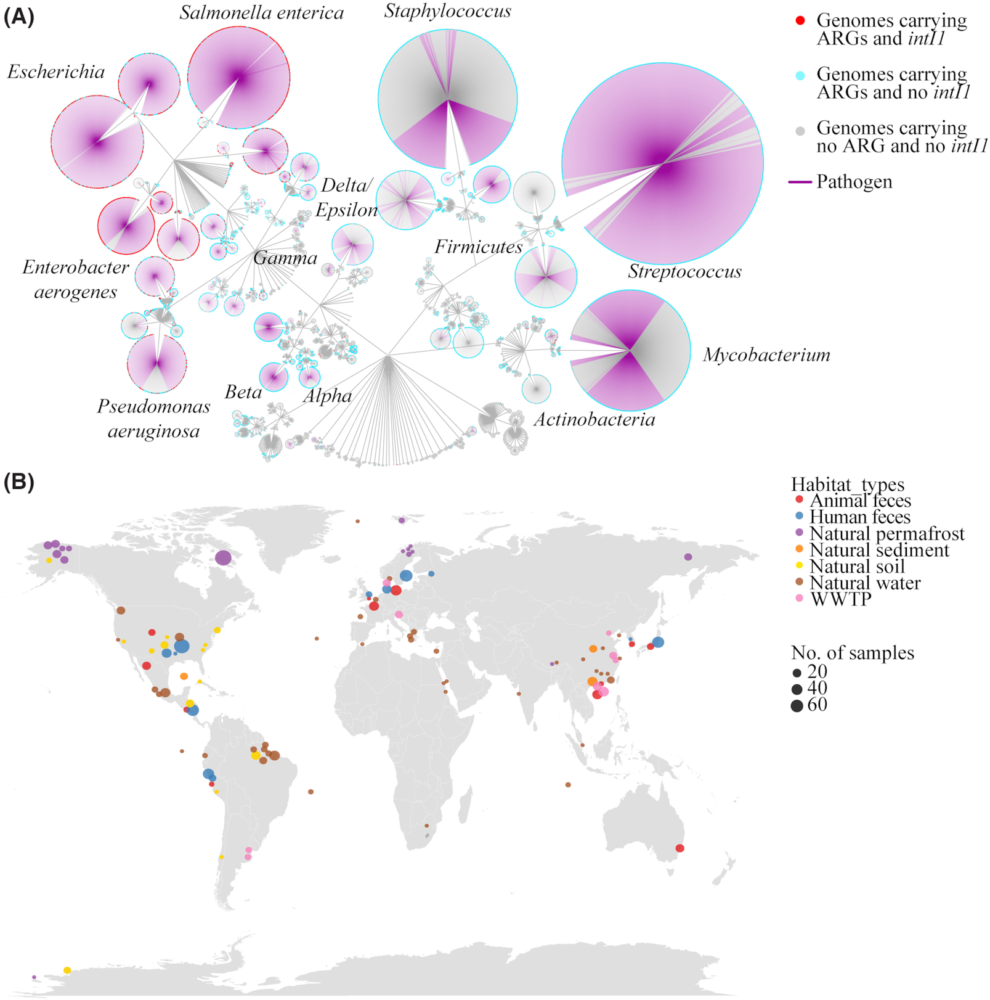 (A)
Salmonella enterica
Staphylococcus
Escherichia
Delta/
Epsilon
Gamma
Firmicutes
Streptococcus
Enterobacter
aerogenes
Mycobacterium
Beta
Alpha
Pseudomonas
aeruginosa
Actinobacteria
Genomes carrying
ARGs and intI1
Genomes carrying
ARGs and no intI1
Genomes carrying
no ARG and no intI1
Pathogen
(B)
Habitat_types
Animal feces
Human feces
Natural permafrost
Natural sediment
Natural soil
Natural water
WWTP
No. of samples
20
40
60